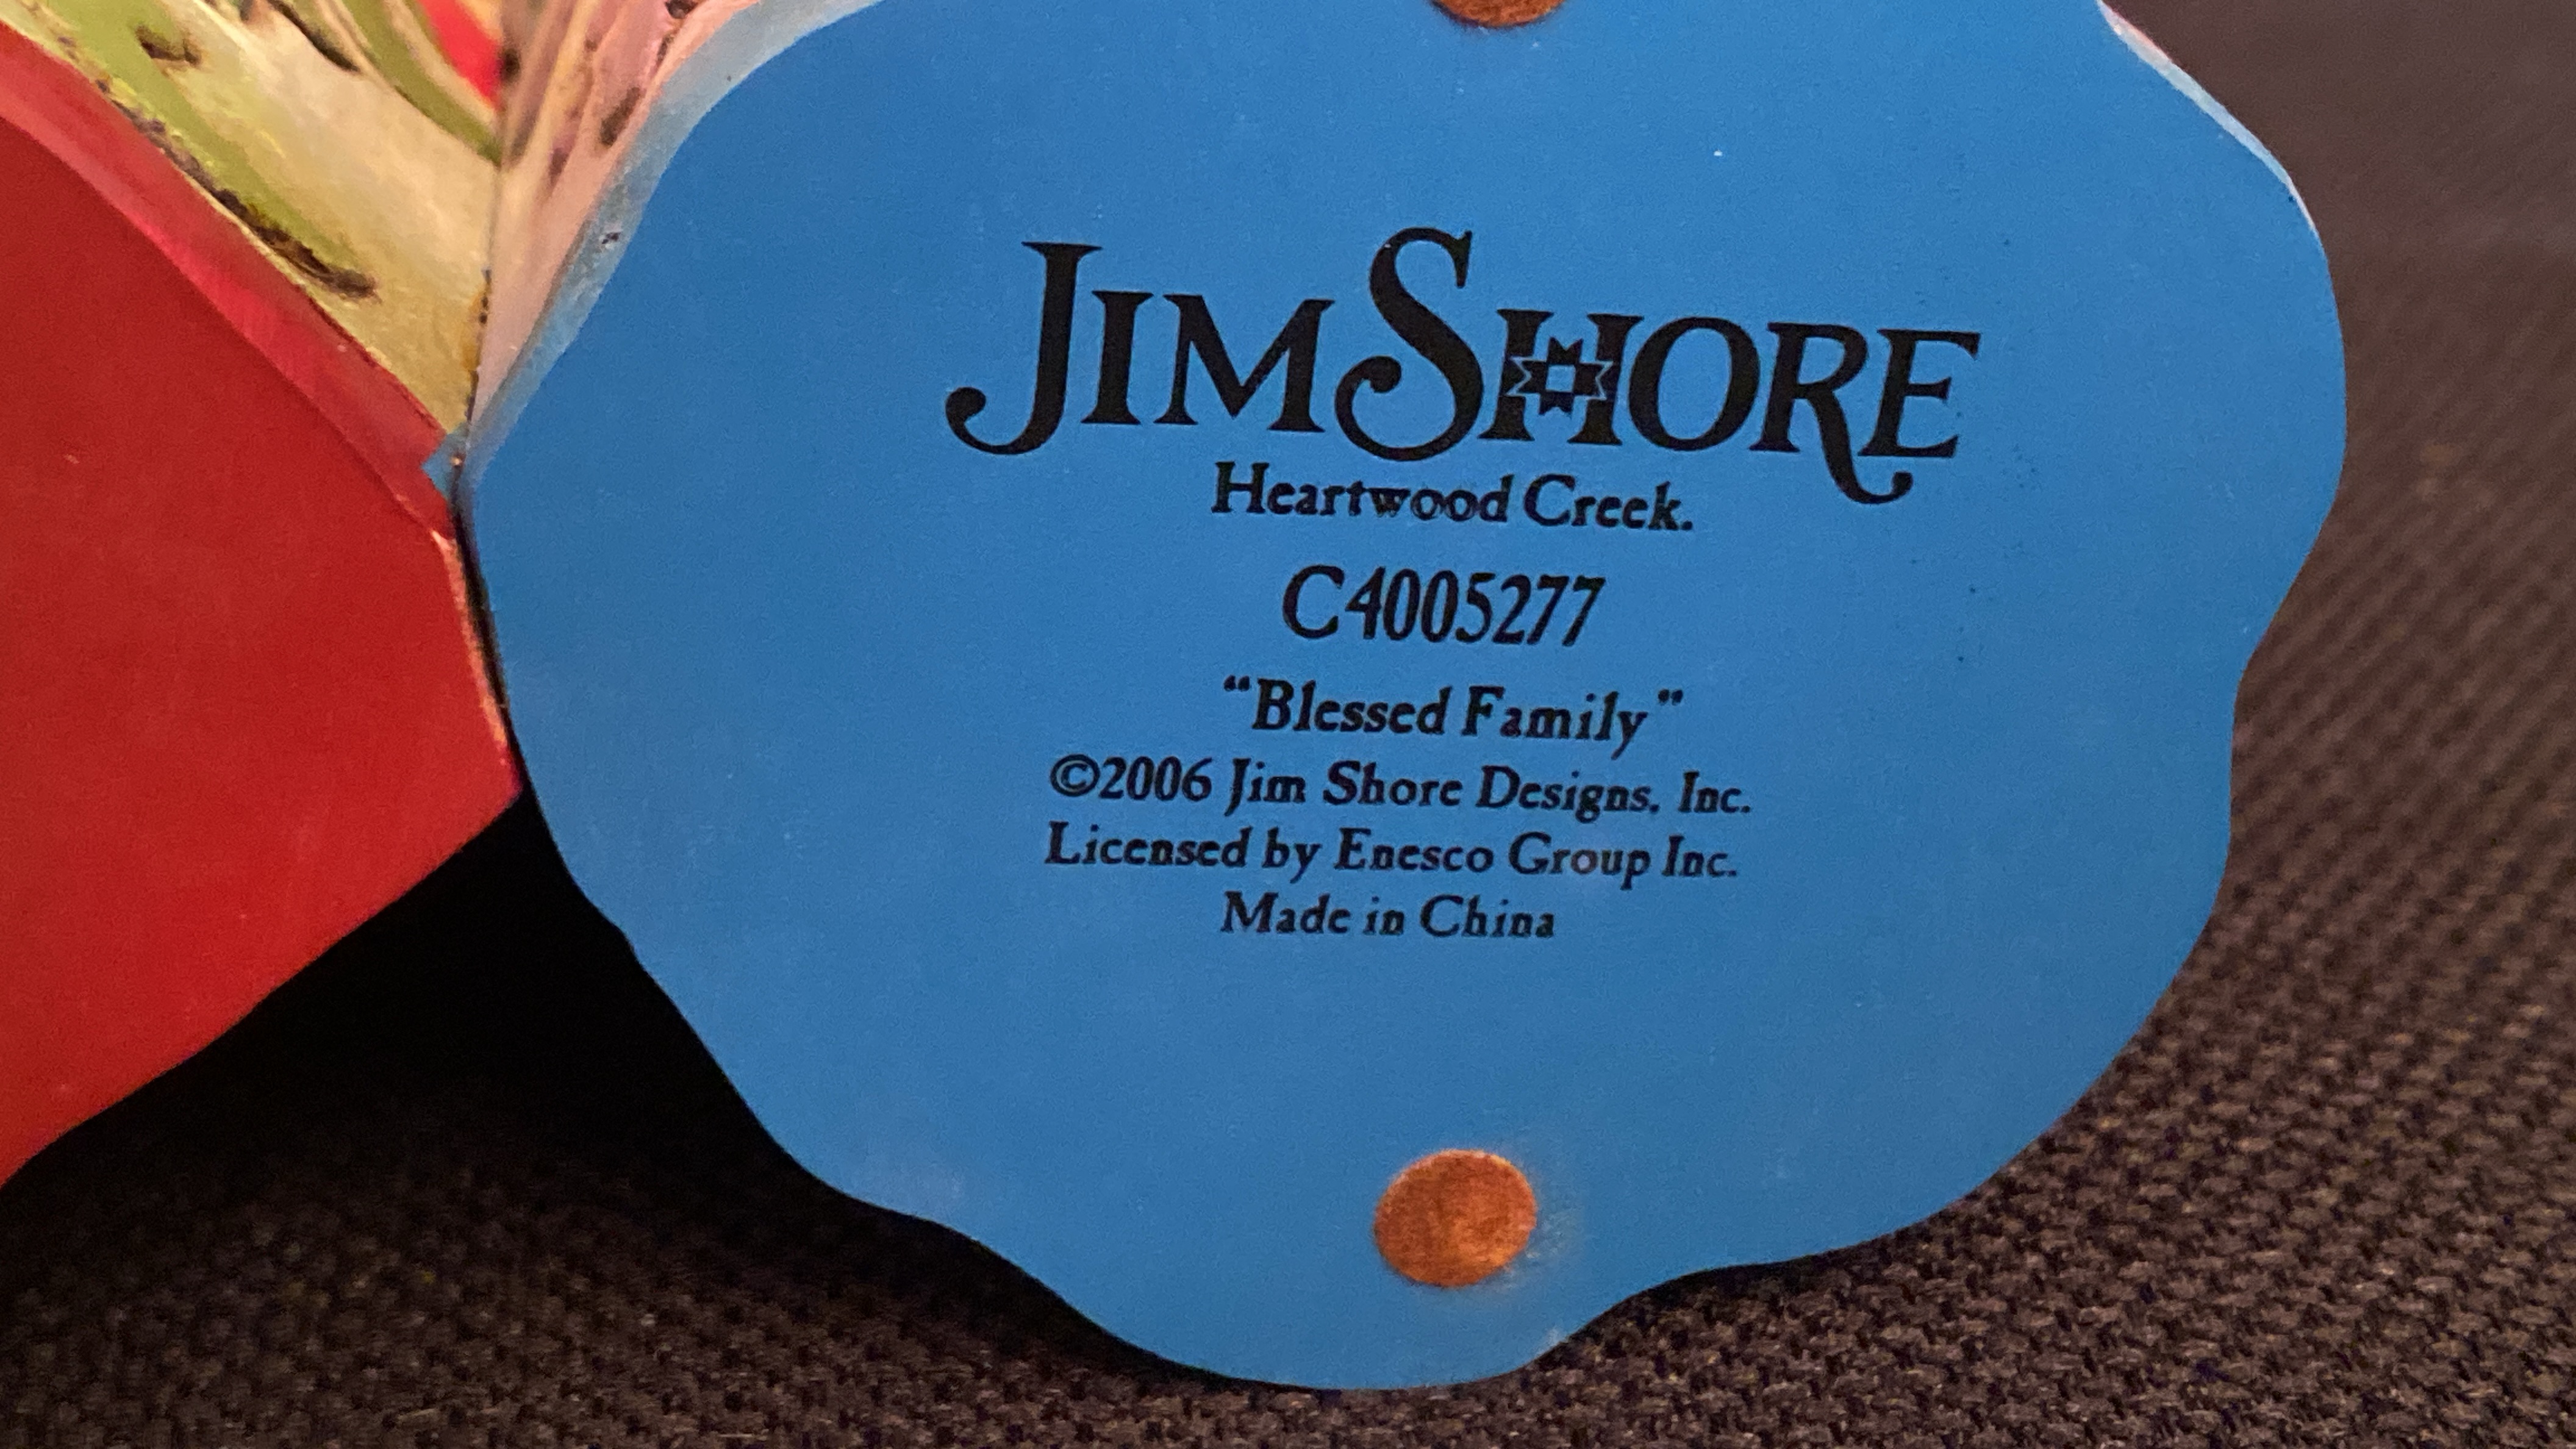 JIM SHORE
Heartwood Creek.
C4005277
“Blessed Family”
©2006 Jim Shore Designs, Inc.
Licensed by Enesco Group Inc.
Made in China